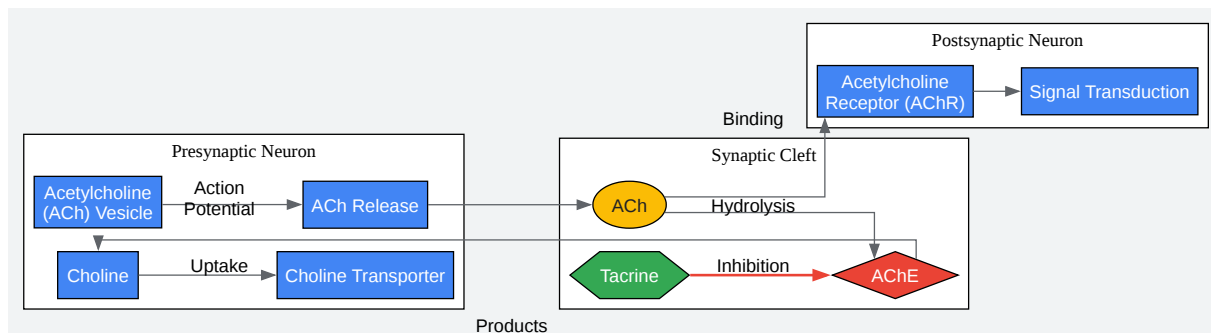 Postsynaptic Neuron
Acetylcholine
Receptor (AChR)
Signal Transduction
Binding
Presynaptic Neuron
Synaptic Cleft
Acetylcholine
(ACh) Vesicle
Action
Potential
ACh Release
ACh
Hydrolysis
Choline
Uptake
Choline Transporter
Tacrine
Inhibition
AChE
Products